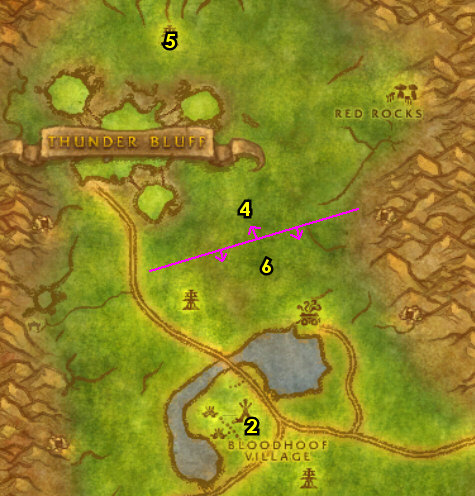 5
RED ROCKS
THUNDER BLUFF
4
6
2
BLOODHOOF
VILLAGE